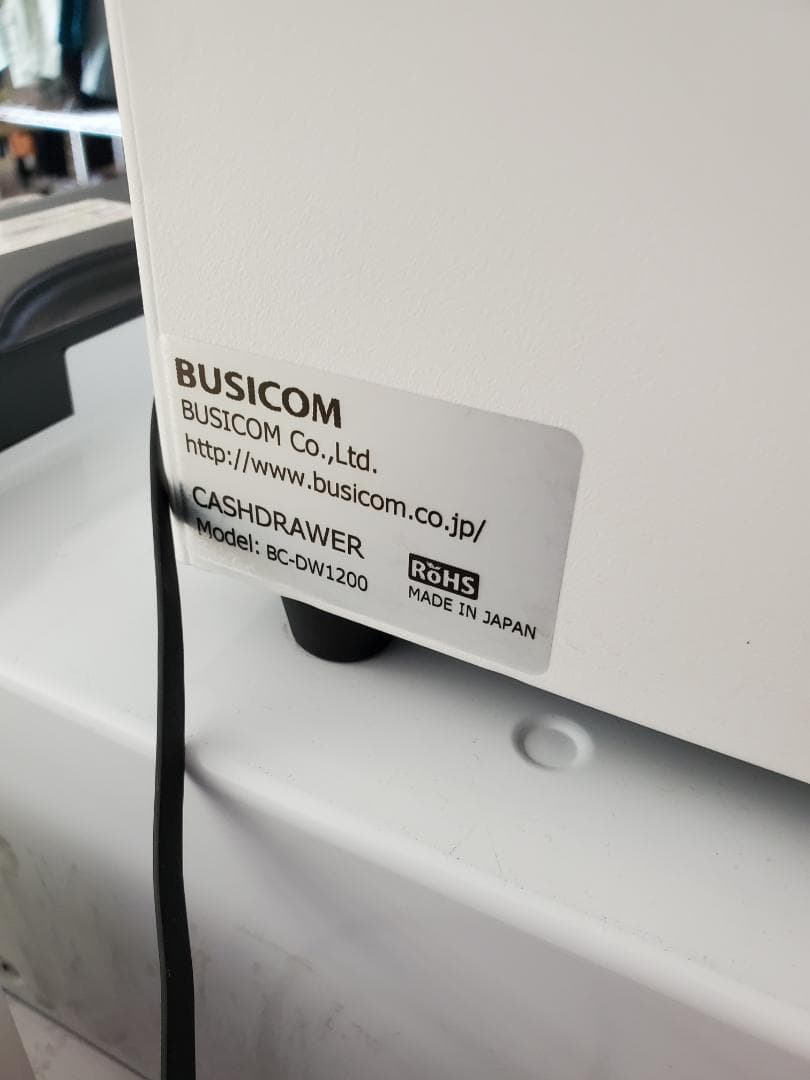 BUSICOM
BUSICOM Co.,Ltd.
http://www.busicom.co.jp/
CASHDRAWER
Model: BC-DW1200
RoHS
MADE IN JAPAN